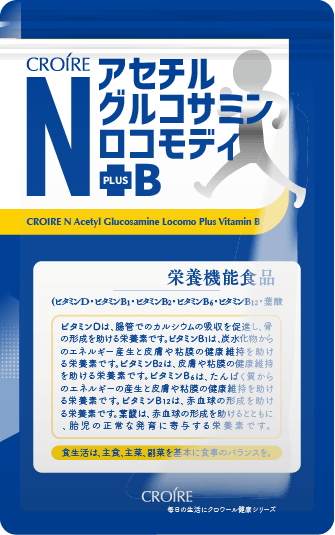 CROIRE
Nアセチル
グルコサミン
ロコモディ
PLUS B
CROIRE N Acetyl Glucosamine Locomo Plus Vitamin B
栄養機能食品
(ビタミンD・ビタミンB1・ビタミンB2・ビタミンB6・ビタミンB12・葉酸
ビタミンDは、腸管でのカルシウムの吸収を促進し、骨
の形成を助ける栄養素です。ビタミンB1は、炭水化物から
のエネルギー産生と皮膚や粘膜の健康維持を助け
る栄養素です。ビタミンB2は、皮膚や粘膜の健康維持
を助ける栄養素です。ビタミンB6は、たんぱく質から
のエネルギーの産生と皮膚や粘膜の健康維持を助け
る栄養素です。ビタミンB12は、赤血球の形成を助け
る栄養素です。葉酸は、赤血球の形成を助けるとともに
、胎児の正常な発育に寄与する栄養素です。
食生活は、主食、主菜、副菜を基本に食事のバランスを。
CROIRE
毎日の生活にクロワール健康シリーズ